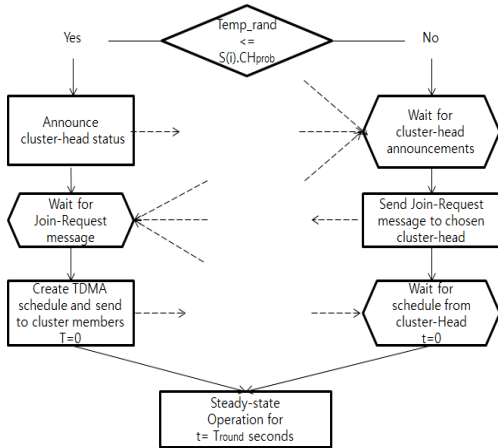 Temp_rand
<=
S(i).CHprob
Yes
No
Announce
cluster-head status
Wait for
cluster-head
announcements
Wait for
Join-Request
message
Send Join-Request
message to chosen
cluster-head
Create TDMA
schedule and send
to cluster members
T=0
Wait for
schedule from
cluster-Head
t=0
Steady-state
Operation for
t= Tround seconds